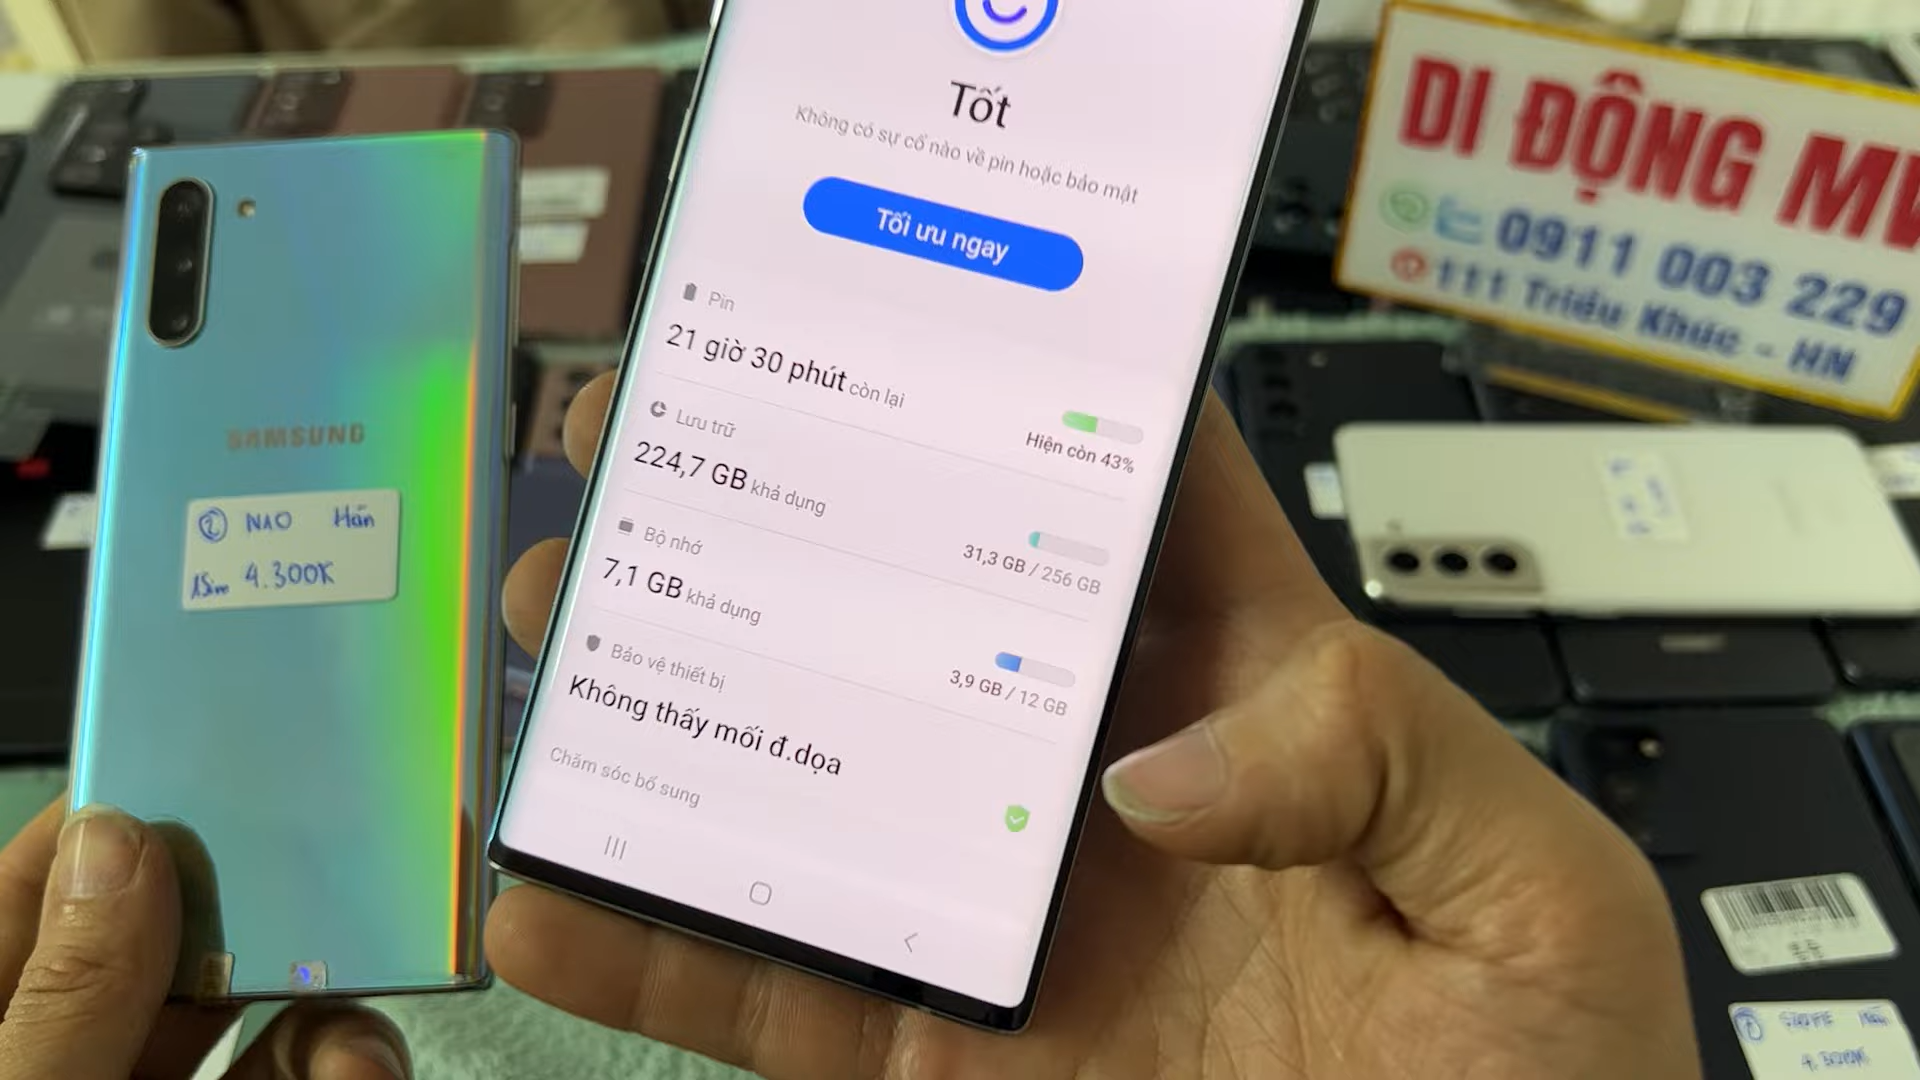 Tốt
Không có sự cố nào về pin hoặc bảo mật
Tối ưu ngay
Pin
21 giờ 30 phút còn lại
Hiện còn 43%
Lưu trữ
224,7 GB khả dụng
31,3 GB / 256 GB
Bộ nhớ
7,1 GB khả dụng
3,9 GB / 12 GB
Bảo vệ thiết bị
Không thấy mối đ.dọa
Chăm sóc bổ sung
SAMSUNG
② NAO Hàn
1Sim 4.300K
DI ĐỘNG
0911 003 229
111 Triều Khúc - HN